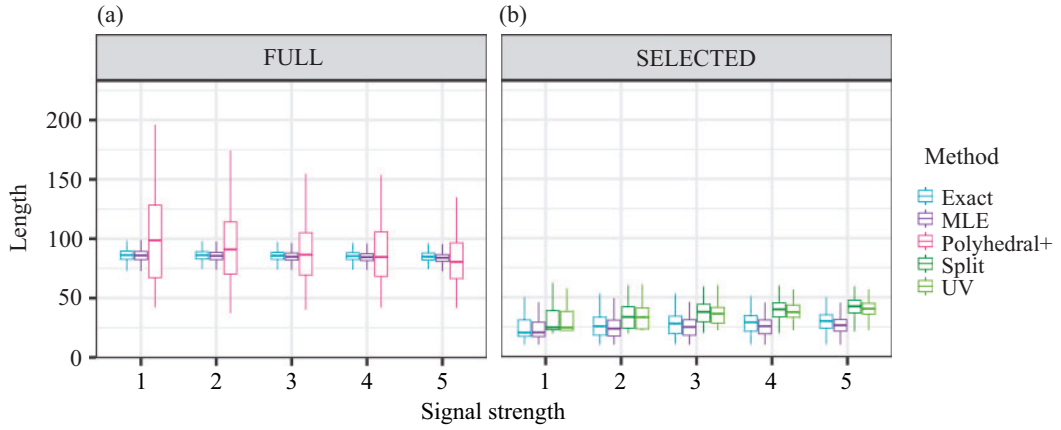 (a)
(b)
FULL
SELECTED
200
150
100
50
0
Length
1 2 3 4 5
1 2 3 4 5
Signal strength
Method
Exact
MLE
Polyhedral+
Split
UV